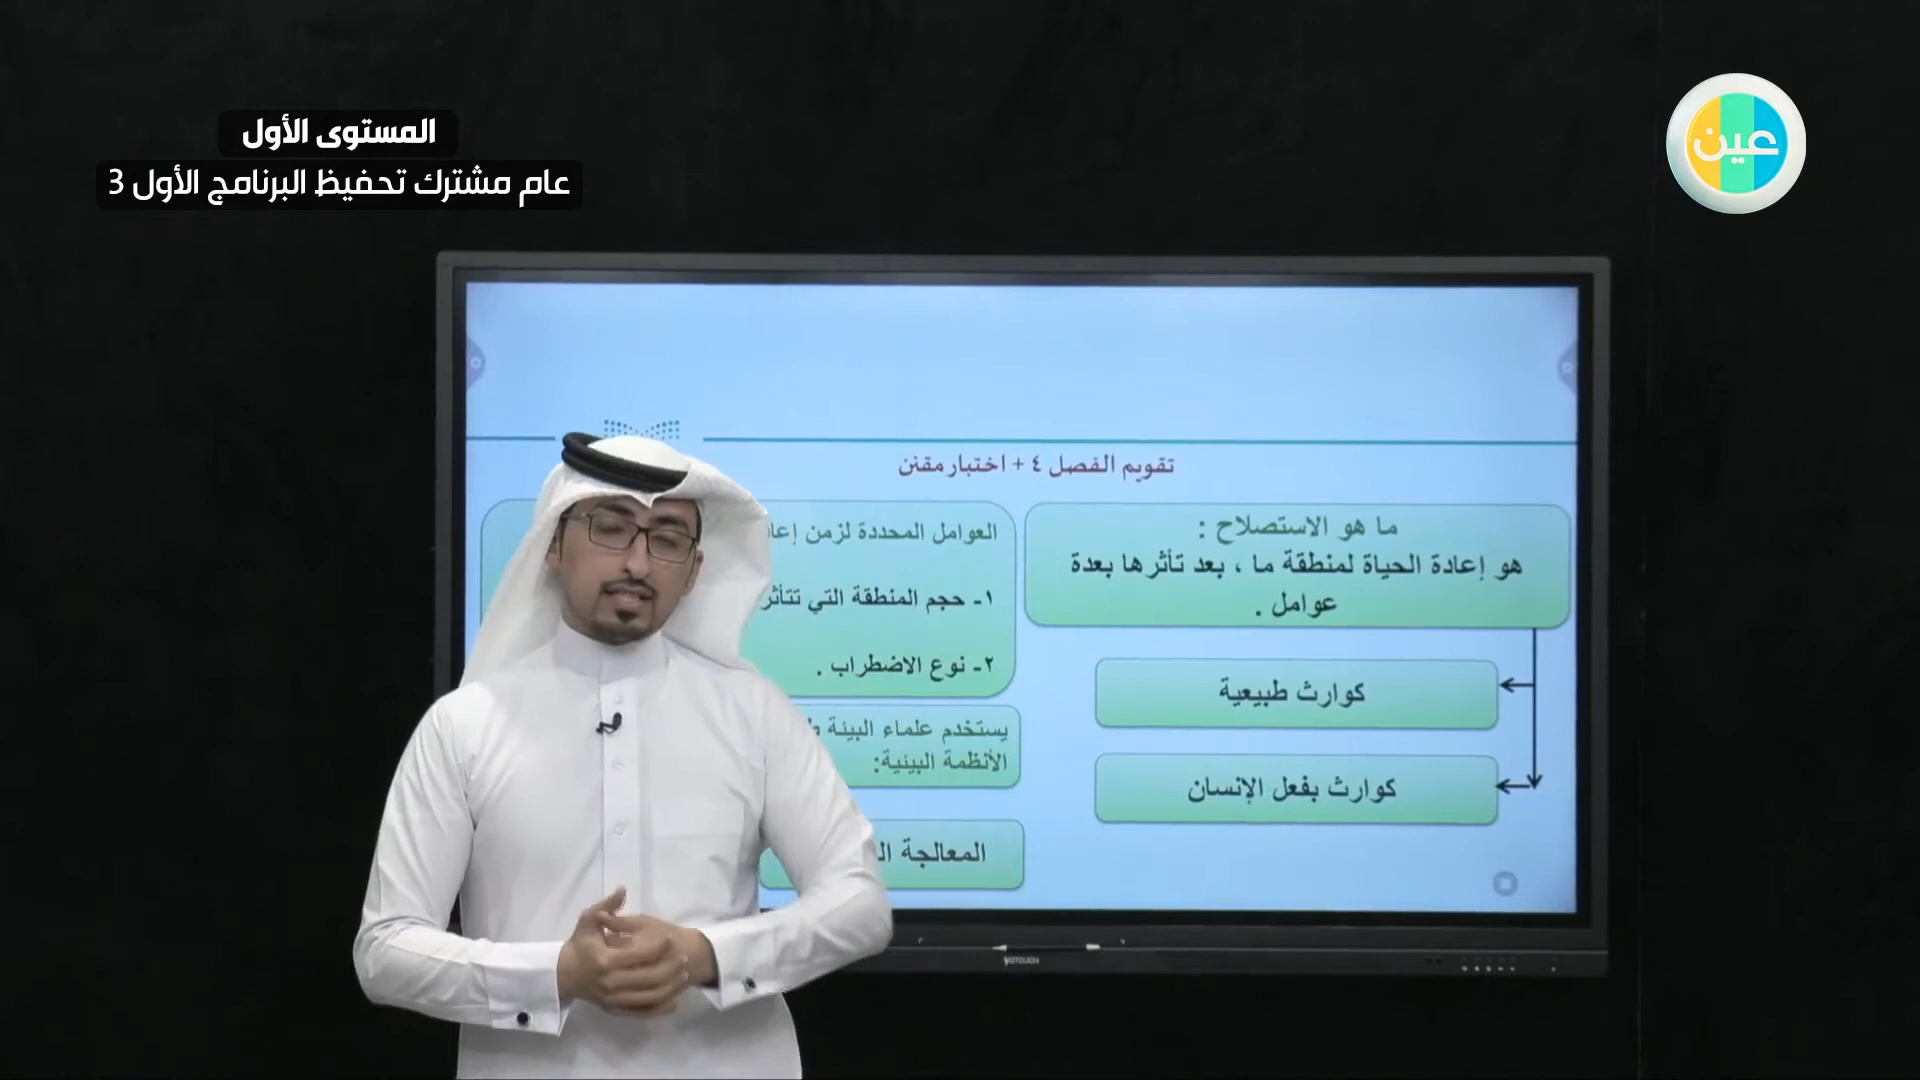 المستوى الأول
عام مشترك تحفيظ البرنامج الأول 3
عين
تقويم الفصل ٤ + اختبار مقنن
ما هو الاستصلاح :
هو إعادة الحياة لمنطقة ما ، بعد تأثرها بعدة
عوامل .
كوارث طبيعية
كوارث بفعل الإنسان
العوامل المحددة لزمن
١- حجم المنطقة التي
٢- نوع الاضطراب .
يستخدم علماء البيئة
الأنظمة البيئية:
المعالجة